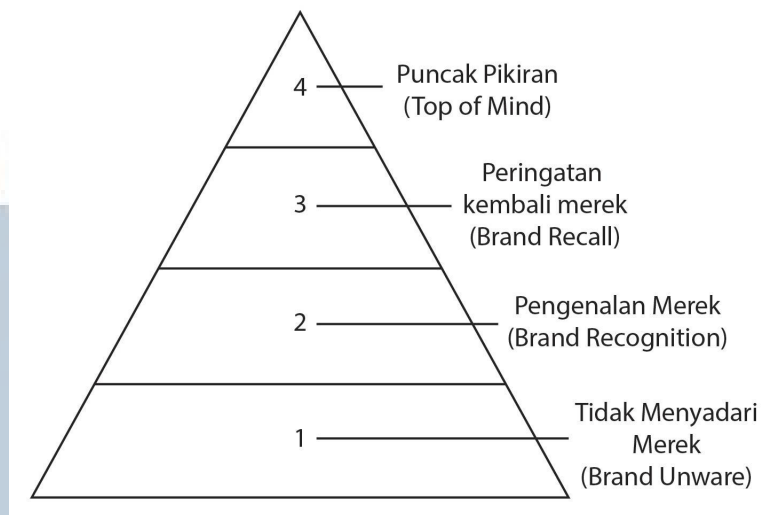 4
Puncak Pikiran
(Top of Mind)
3
Peringatan
kembali merek
(Brand Recall)
2
Pengenalan Merek
(Brand Recognition)
1
Tidak Menyadari
Merek
(Brand Unware)